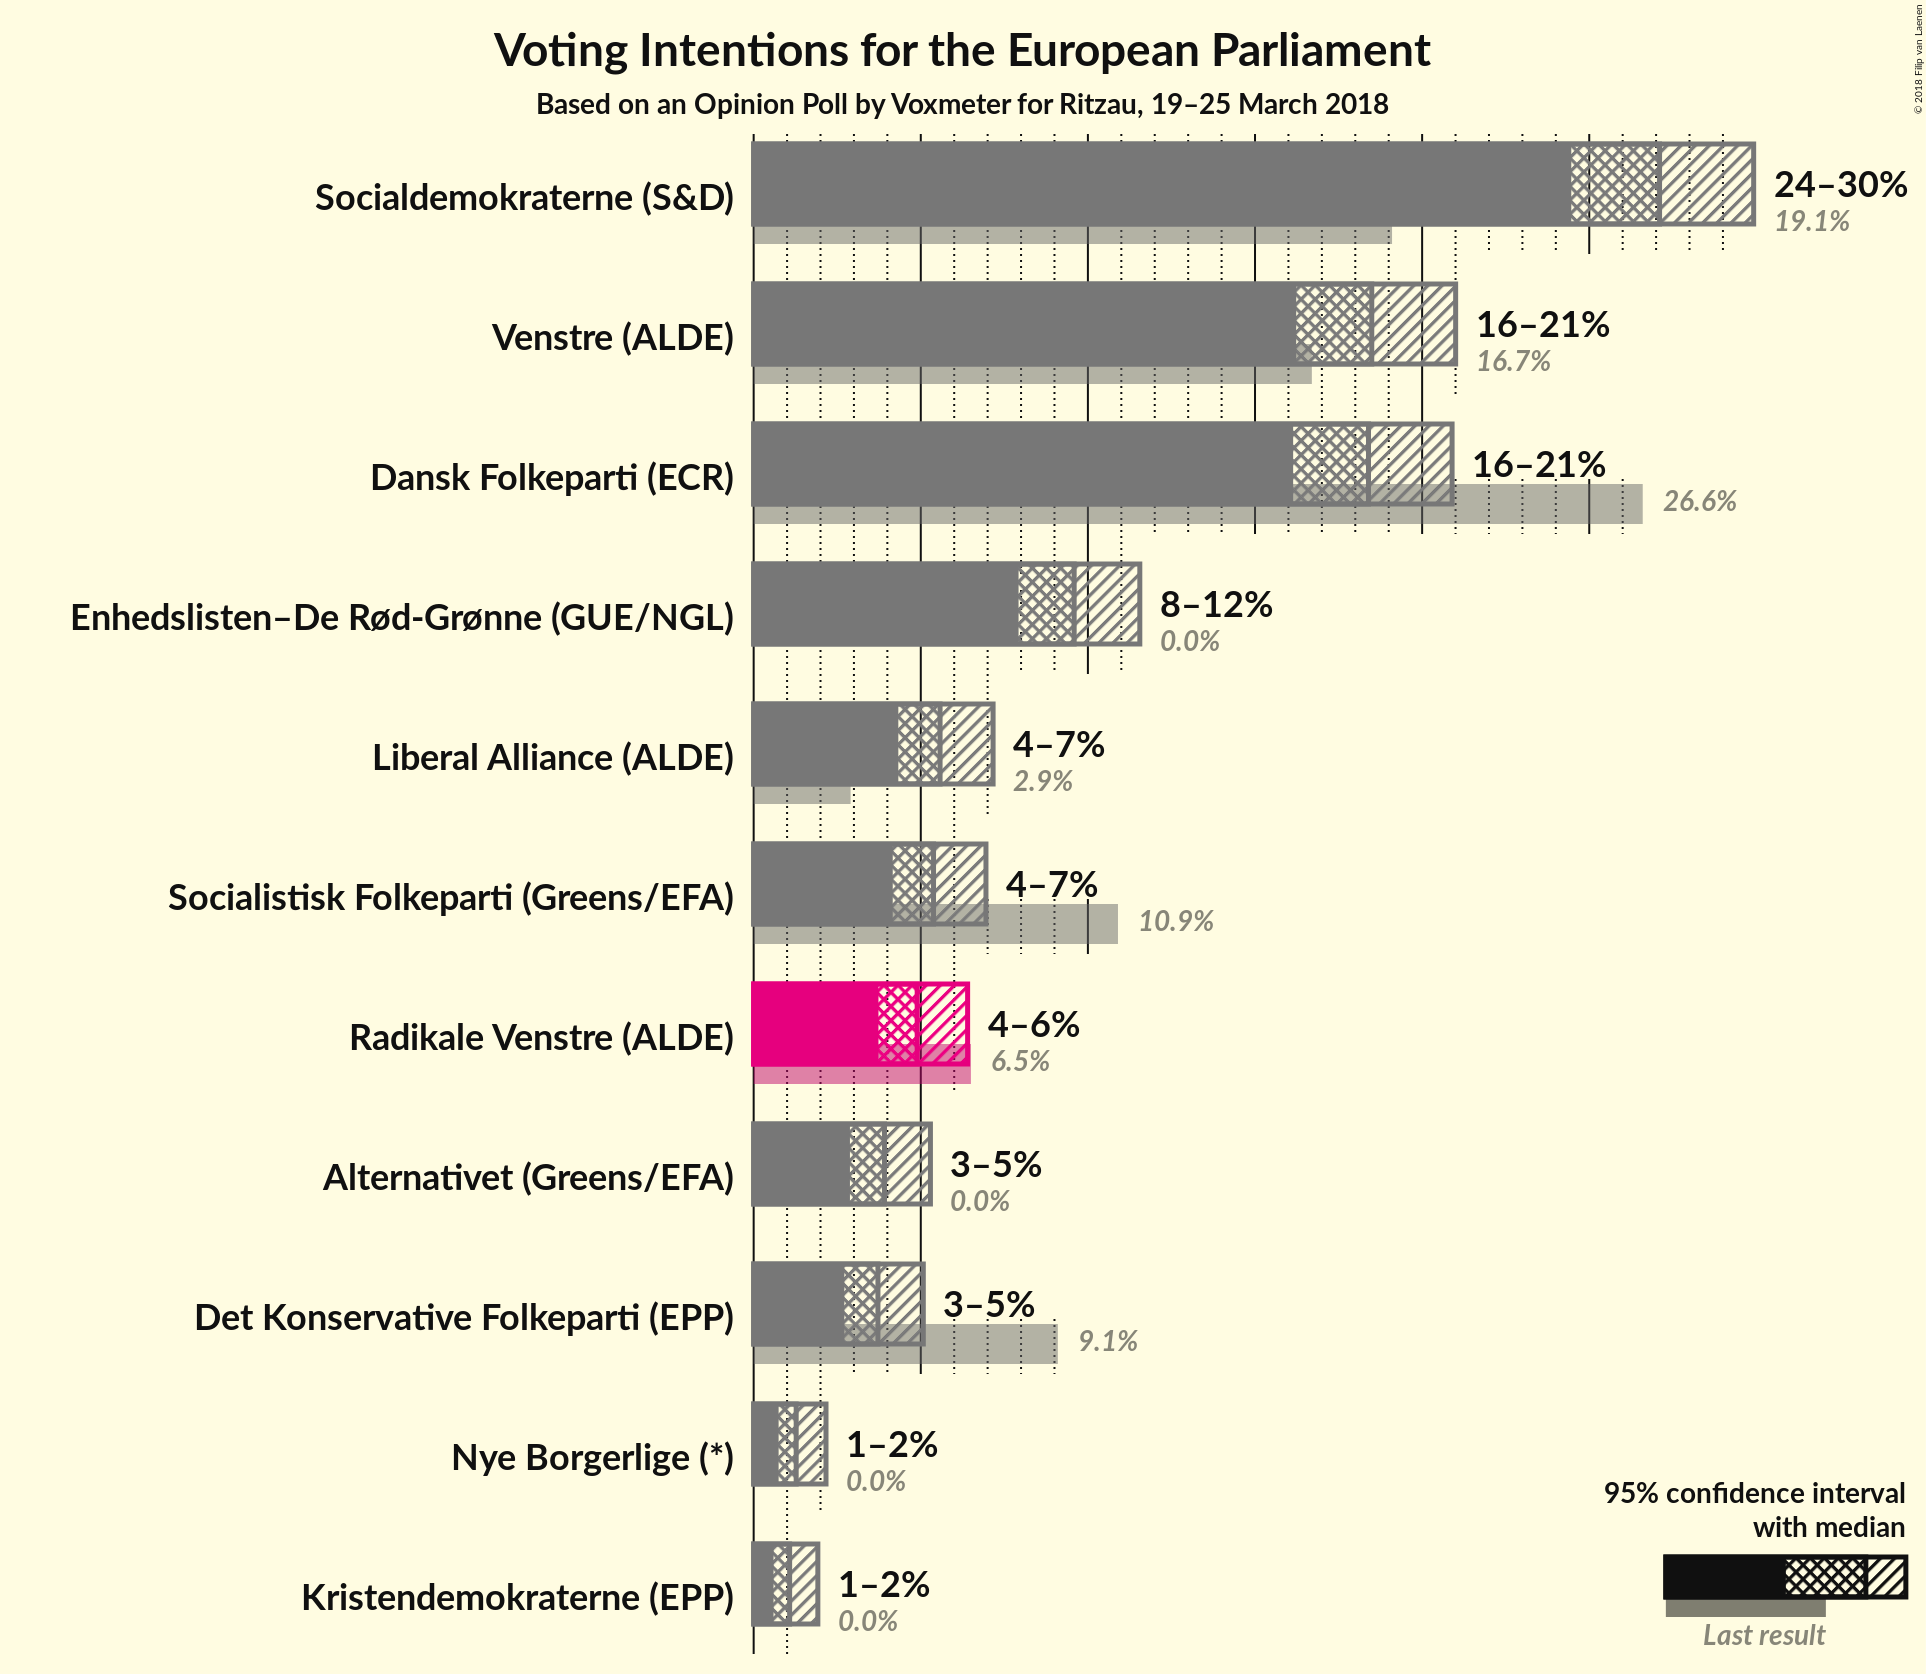 © 2018 Filip van Laenen
Voting Intentions for the European Parliament
Based on an Opinion Poll by Voxmeter for Ritzau, 19–25 March 2018
Socialdemokraterne (S&D)
24–30%
19.1%
Venstre (ALDE)
16–21%
16.7%
Dansk Folkeparti (ECR)
16–21%
26.6%
Enhedslisten–De Rød-Grønne (GUE/NGL)
8–12%
0.0%
Liberal Alliance (ALDE)
4–7%
2.9%
Socialistisk Folkeparti (Greens/EFA)
4–7%
10.9%
Radikale Venstre (ALDE)
4–6%
6.5%
Alternativet (Greens/EFA)
3–5%
0.0%
Det Konservative Folkeparti (EPP)
3–5%
9.1%
Nye Borgerlige (*)
1–2%
0.0%
Kristendemokraterne (EPP)
1–2%
0.0%
95% confidence interval
with median
Last result